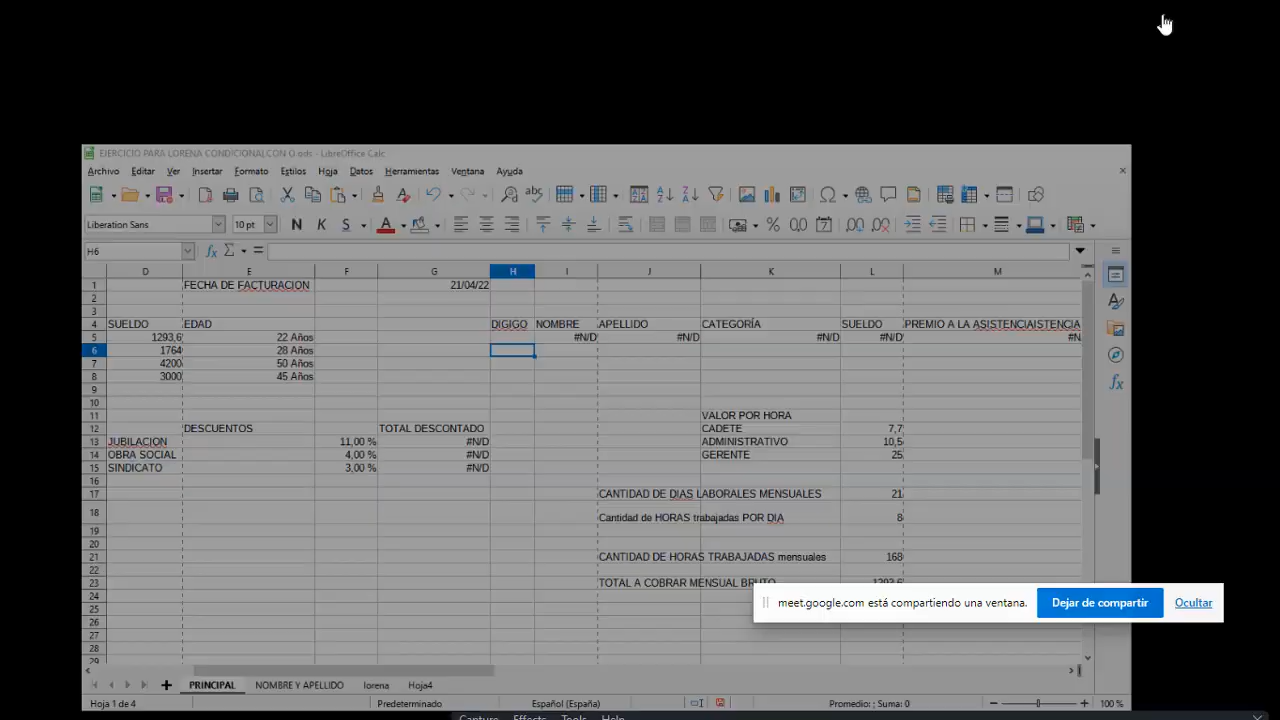 EJERCICIO PARA LORENA CONDICIONALCON O.ods - LibreOffice Calc
Archivo Editar Ver Insertar Formato Estilos Hoja Datos Herramientas Ventana Ayuda
Liberation Sans 10 pt N K S
H6
D E F G H I J K L M
1 FECHA DE FACTURACION 21/04/22
2
3
4 SUELDO EDAD DIGIGO NOMBRE APELLIDO CATEGORÍA SUELDO PREMIO A LA ASISTENCIAISTENCIA
5 1293,6 22 Años #N/D #N/D #N/D #N/D #N
6 1764 28 Años
7 4200 50 Años
8 3000 45 Años
9
10
11 VALOR POR HORA
12 DESCUENTOS TOTAL DESCONTADO CADETE 7,7
13 JUBILACION 11,00 % #N/D ADMINISTRATIVO 10,5
14 OBRA SOCIAL 4,00 % #N/D GERENTE 25
15 SINDICATO 3,00 % #N/D
16
17 CANTIDAD DE DIAS LABORALES MENSUALES 21
18 Cantidad de HORAS trabajadas POR DIA 8
19
20
21 CANTIDAD DE HORAS TRABAJADAS mensuales 168
22
23 TOTAL A COBRAR MENSUAL BRUTO 1293,6
24
25
26
27
28
29
meet.google.com está compartiendo una ventana. Dejar de compartir Ocultar
PRINCIPAL NOMBRE Y APELLIDO lorena Hoja4
Hoja 1 de 4 Predeterminado Español (España) Promedio: ; Suma: 0 100 %
Capture Effects Tools Help